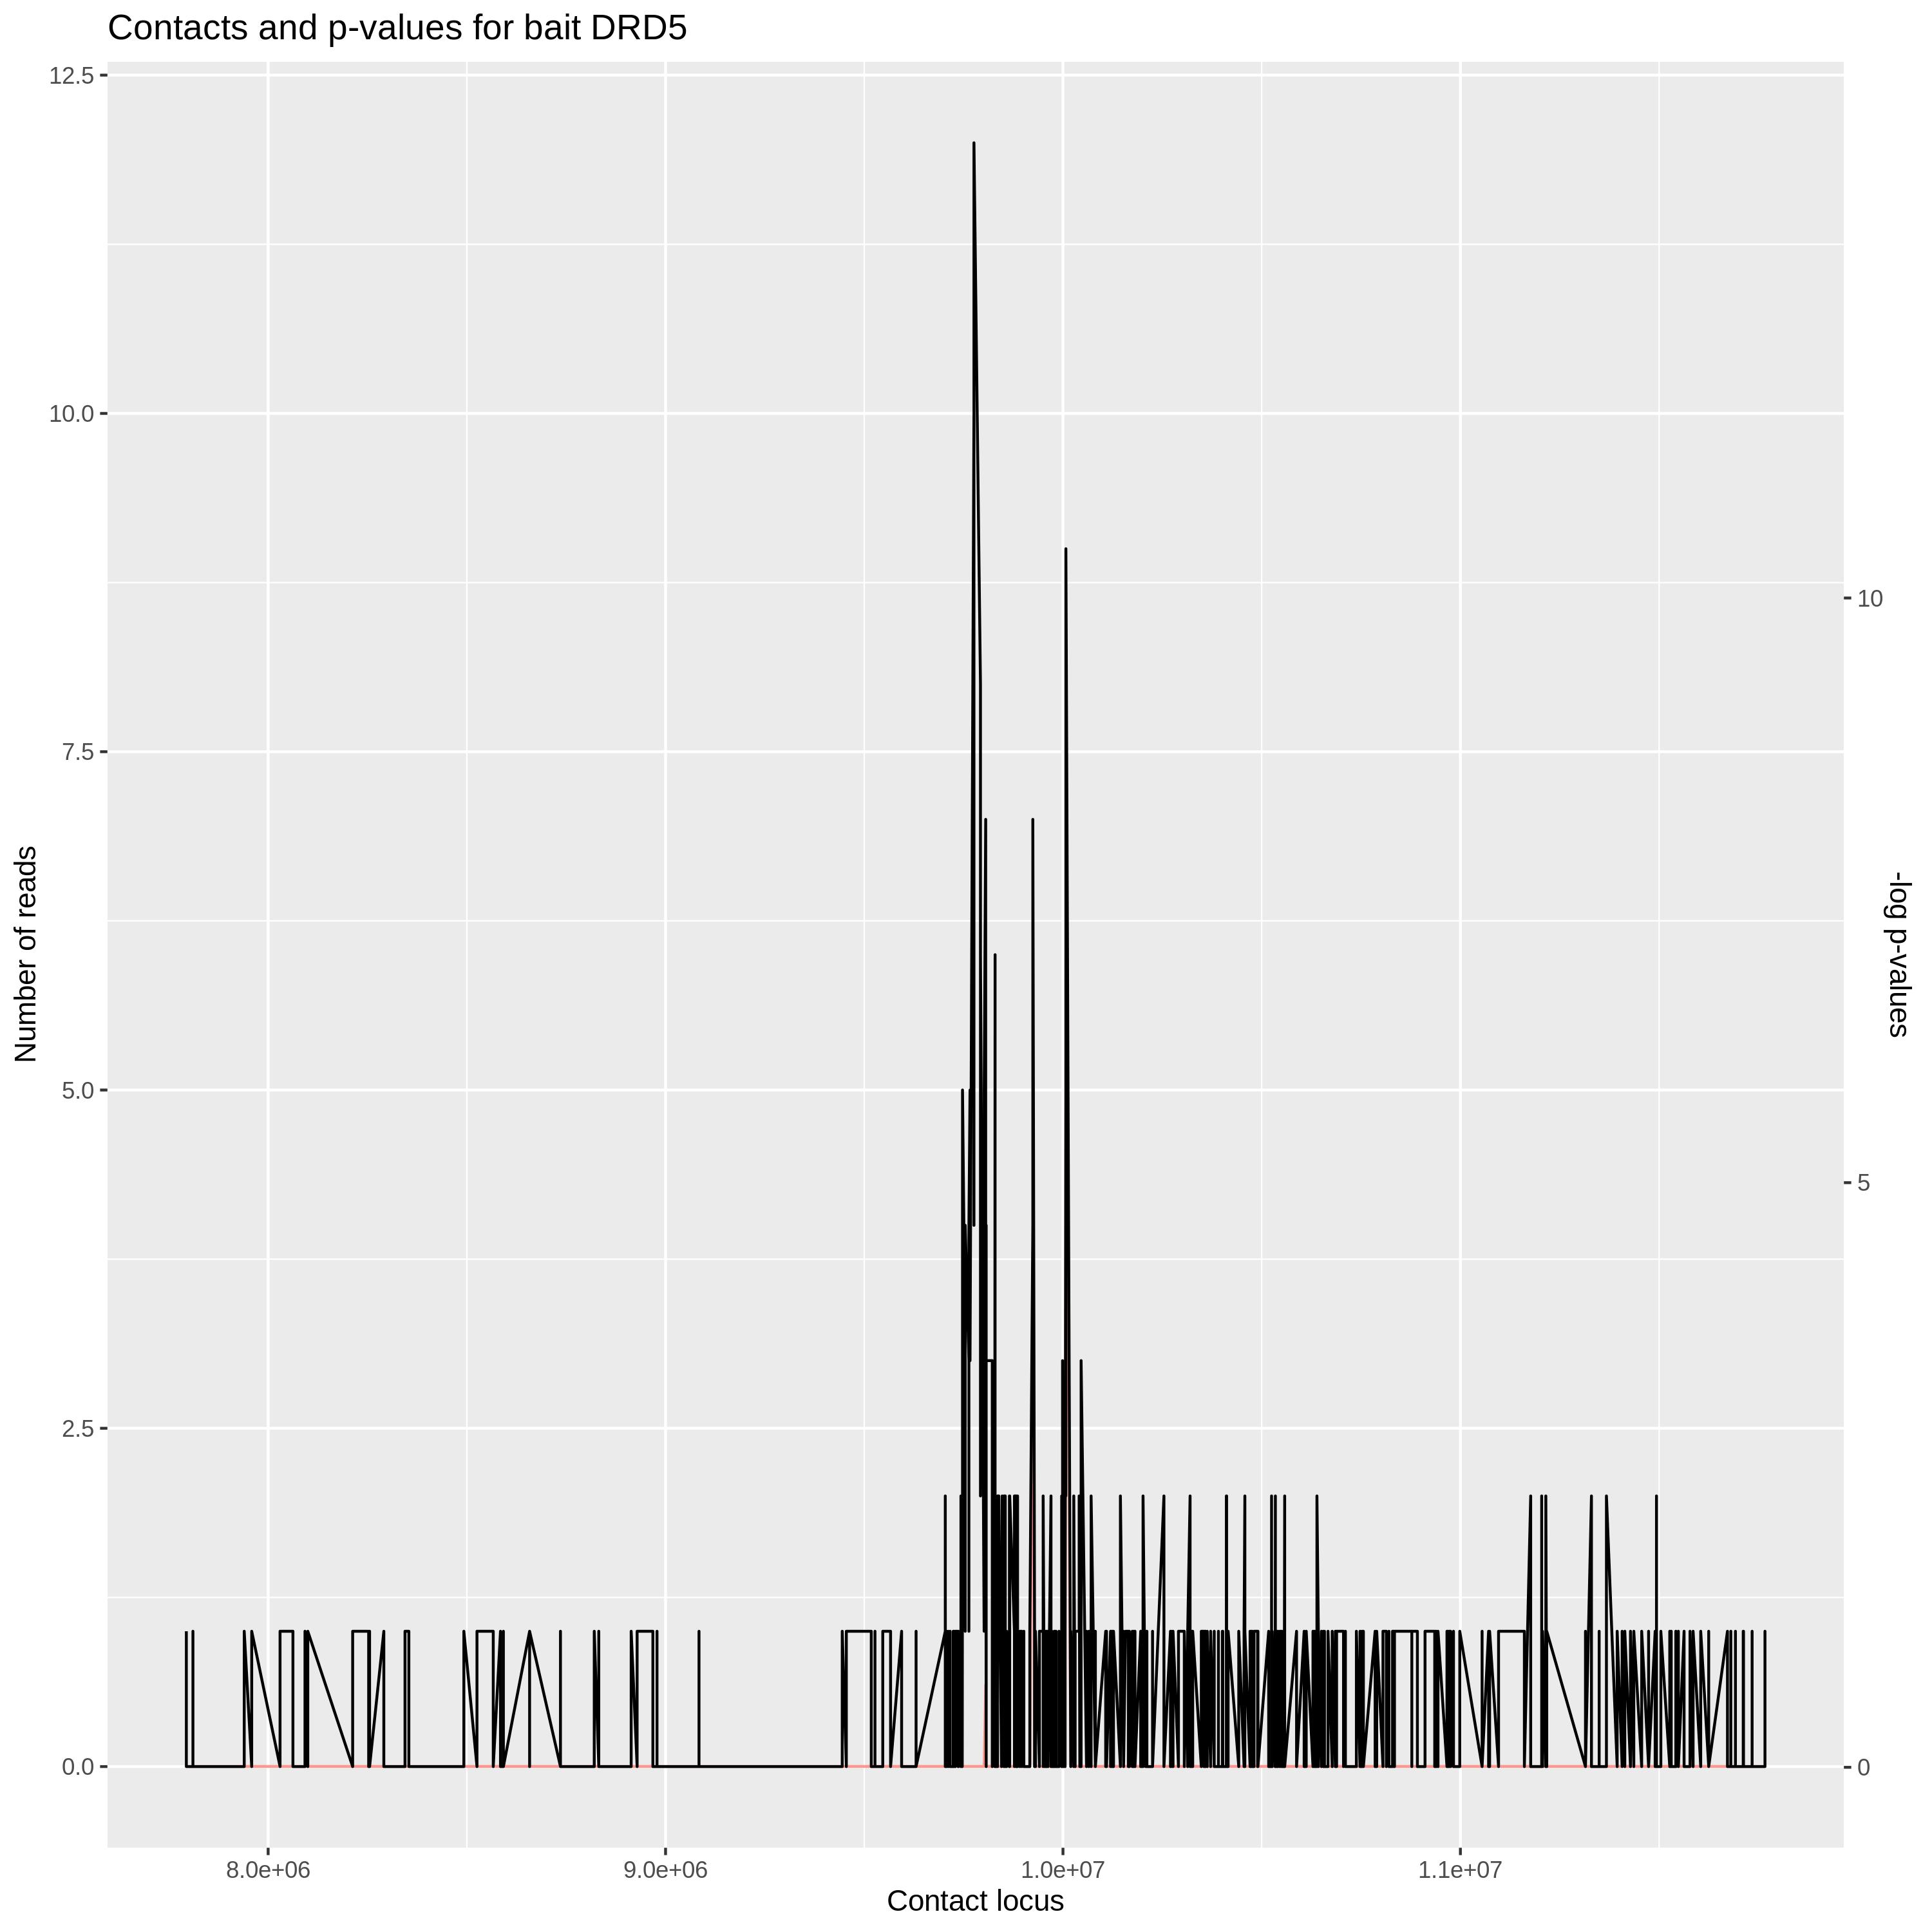 Contacts and p-values for bait DRD5
12.5
10.0
7.5
5.0
2.5
0.0
Number of reads
10
5
0
-log p-values
8.0e+06
9.0e+06
1.0e+07
1.1e+07
Contact locus